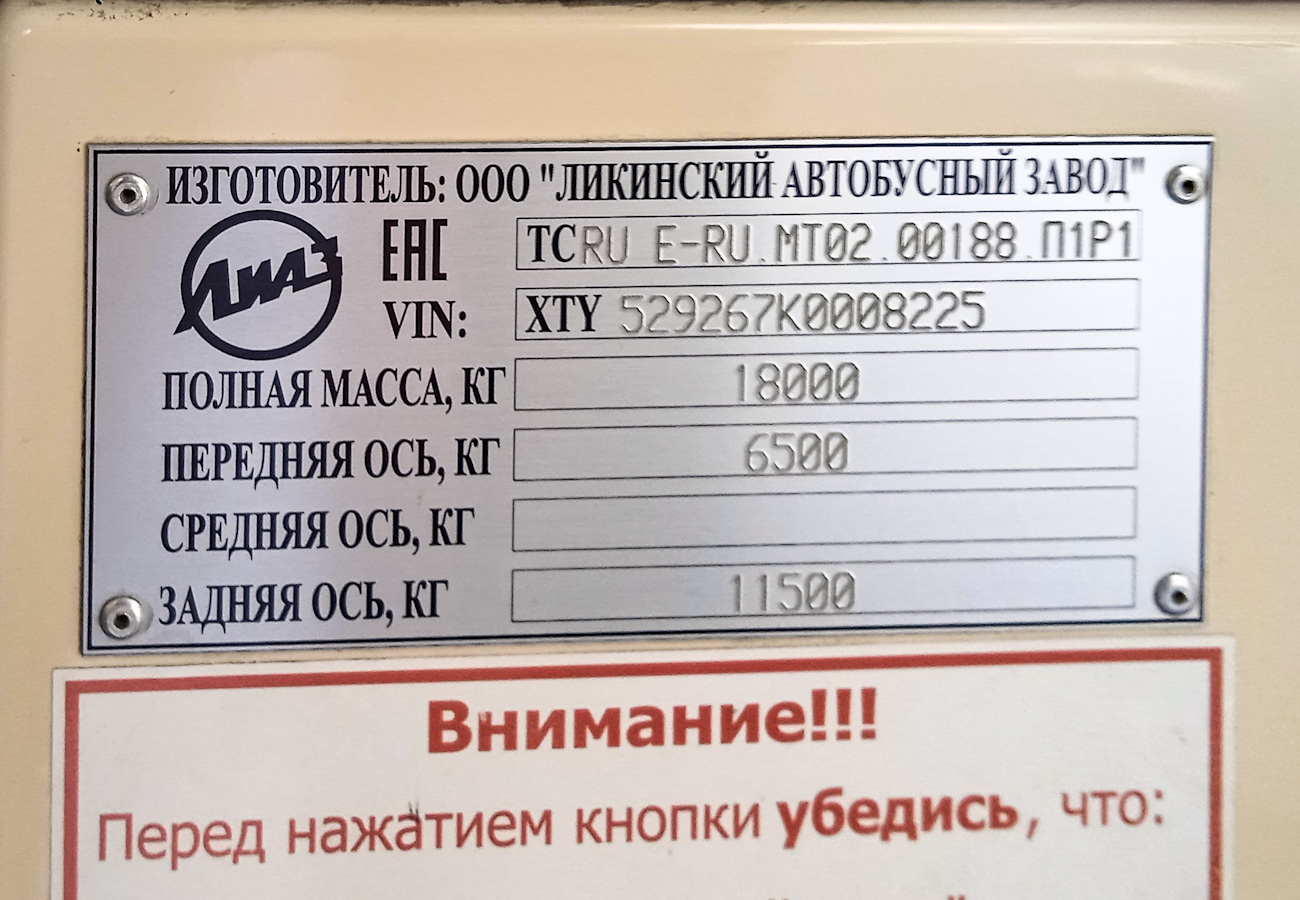 ИЗГОТОВИТЕЛЬ: ООО "ЛИКИНСКИЙ АВТОБУСНЫЙ ЗАВОД"
ЛиАЗ
ЕАС ТС RU E-RU.MT02.00188.П1Р1
VIN: XTY 529267K0008225
ПОЛНАЯ МАССА, КГ 18000
ПЕРЕДНЯЯ ОСЬ, КГ 6500
СРЕДНЯЯ ОСЬ, КГ
ЗАДНЯЯ ОСЬ, КГ 11500
Внимание!!!
Перед нажатием кнопки убедись, что: